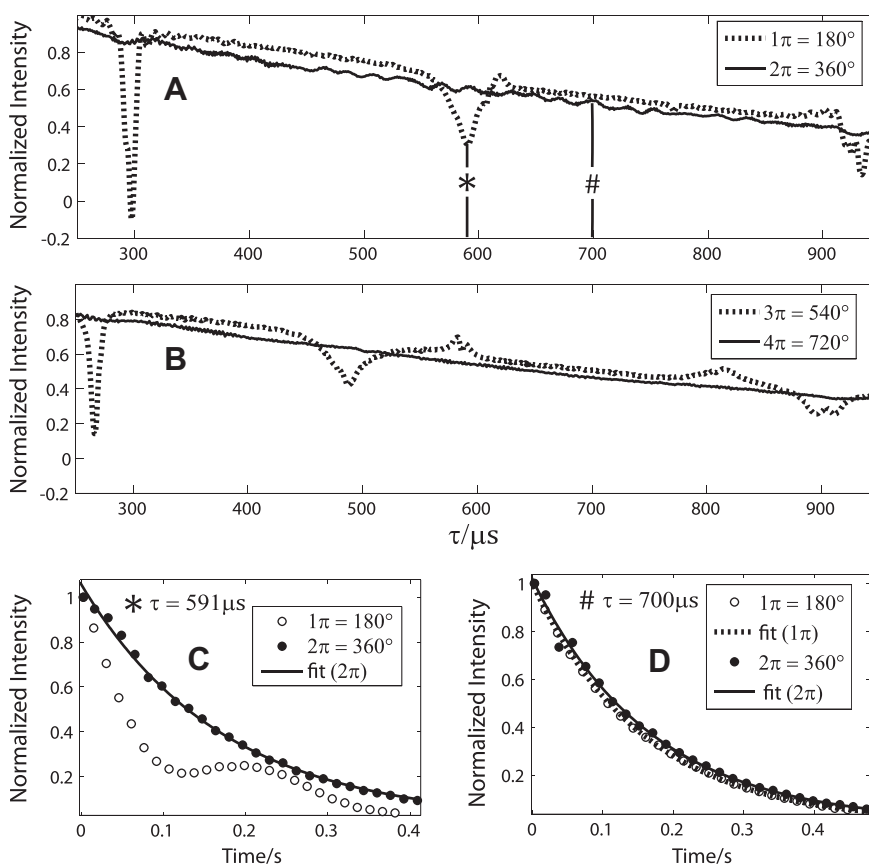 Normalized Intensity
0.8
0.6
0.4
0.2
0
-0.2
A
1π = 180°
2π = 360°
*
#
300 400 500 600 700 800 900
Normalized Intensity
0.8
0.6
0.4
0.2
0
-0.2
B
3π = 540°
4π = 720°
300 400 500 600 700 800 900
τ/μs
Normalized Intensity
1
0.8
0.6
0.4
0.2
* τ = 591μs
1π = 180°
2π = 360°
fit (2π)
C
0 0.1 0.2 0.3 0.4
Time/s
Normalized Intensity
1
0.8
0.6
0.4
0.2
# τ = 700μs
1π = 180°
fit (1π)
2π = 360°
fit (2π)
D
0 0.1 0.2 0.3 0.4
Time/s